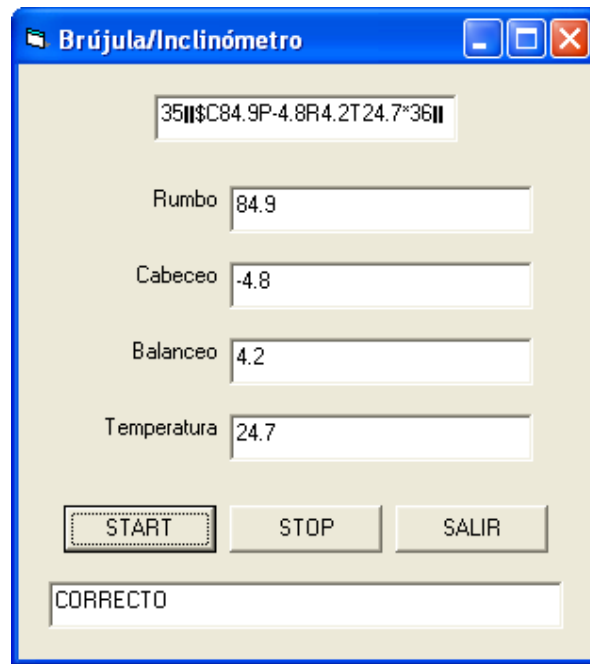 Brújula/Inclinómetro
35||$C84.9P-4.8R4.2T24.7*36||
Rumbo 84.9
Cabeceo -4.8
Balanceo 4.2
Temperatura 24.7
START STOP SALIR
CORRECTO